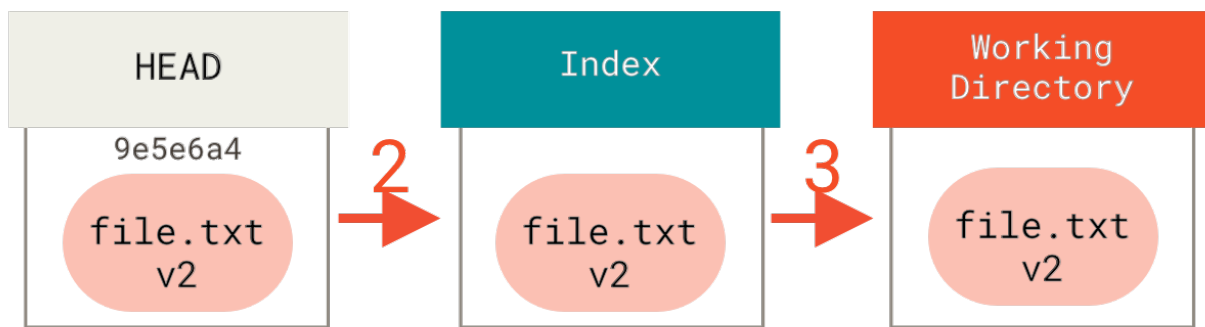 HEAD
Index
Working
Directory
9e5e6a4
2
3
file.txt
v2
file.txt
v2
file.txt
v2